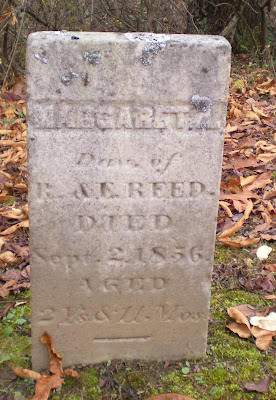 MARGARET A.
Dau. of
R. & E. REED.
DIED
Sept. 2, 1856.
AGED
2 Ys. & 11. Mos.